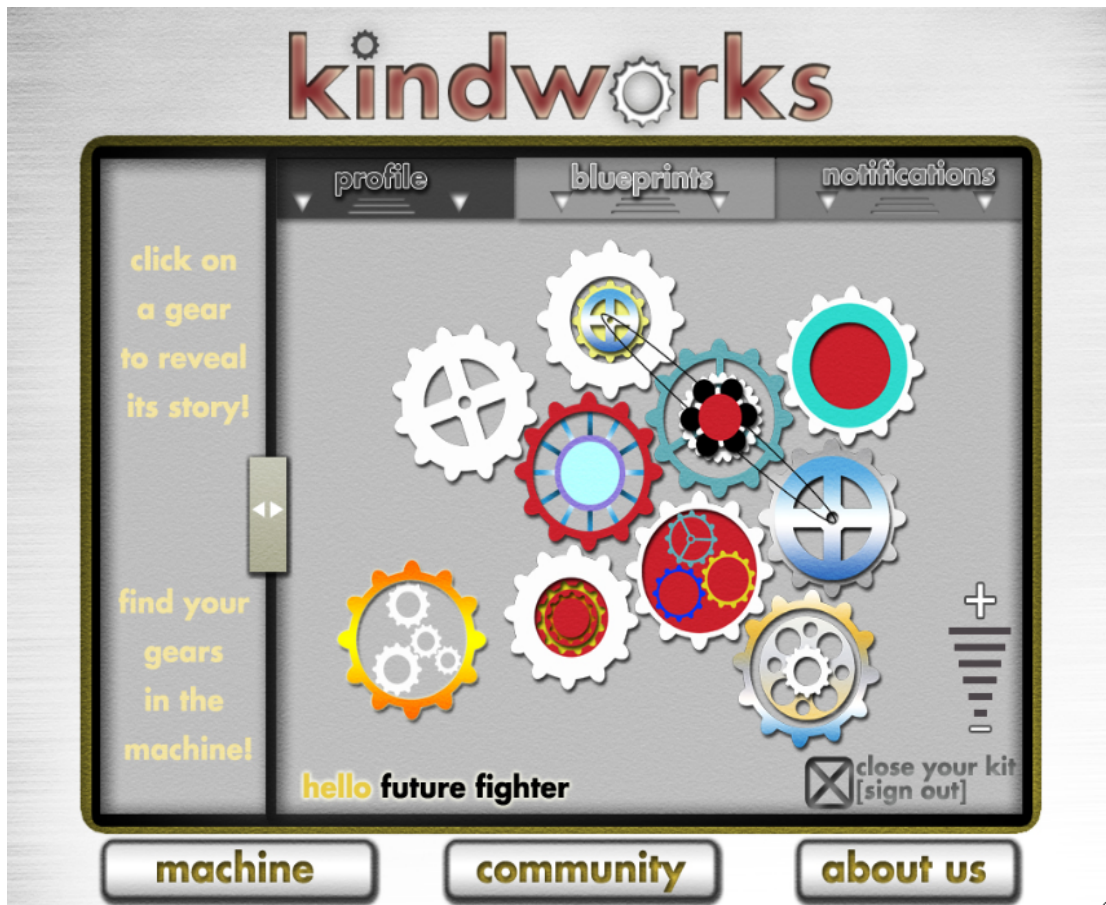 kindworks
profile
blueprints
notifications
click on
a gear
to reveal
its story!
find your
gears
in the
machine!
+
-
hello future fighter
close your kit
[sign out]
machine
community
about us